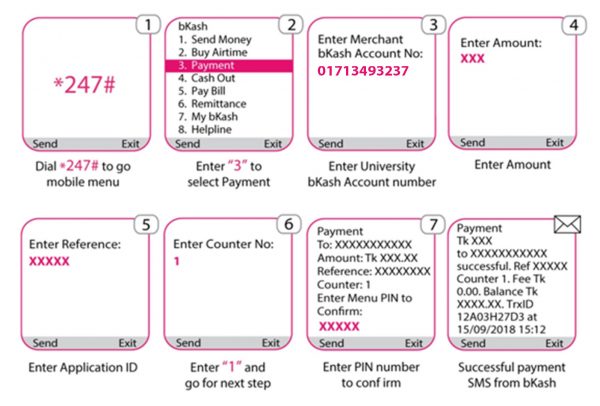 1
*247#
Send Exit
Dial *247# to go
mobile menu
2
bKash
1. Send Money
2. Buy Airtime
3. Payment
4. Cash Out
5. Pay Bill
6. Remittance
7. My bKash
8. Helpline
Send Exit
Enter “3” to
select Payment
3
Enter Merchant
bKash Account No:
01713493237
Send Exit
Enter University
bKash Account number
4
Enter Amount:
XXX
Send Exit
Enter Amount
5
Enter Reference:
XXXXX
Send Exit
Enter Application ID
6
Enter Counter No:
1
Send Exit
Enter “1” and
go for next step
7
Payment
To: XXXXXXXXXXX
Amount: Tk XXX.XX
Reference: XXXXXXXX
Counter: 1
Enter Menu PIN to
Confirm:
XXXXX
Send Exit
Enter PIN number
to conf irm
Payment
Tk XXX
to XXXXXXXXXXX
successful. Ref XXXXX
Counter 1. Fee Tk
0.00. Balance Tk
XXXX.XX. TrxID
12A03H27D3 at
15/09/2018 15:12
Send Exit
Successful payment
SMS from bKash